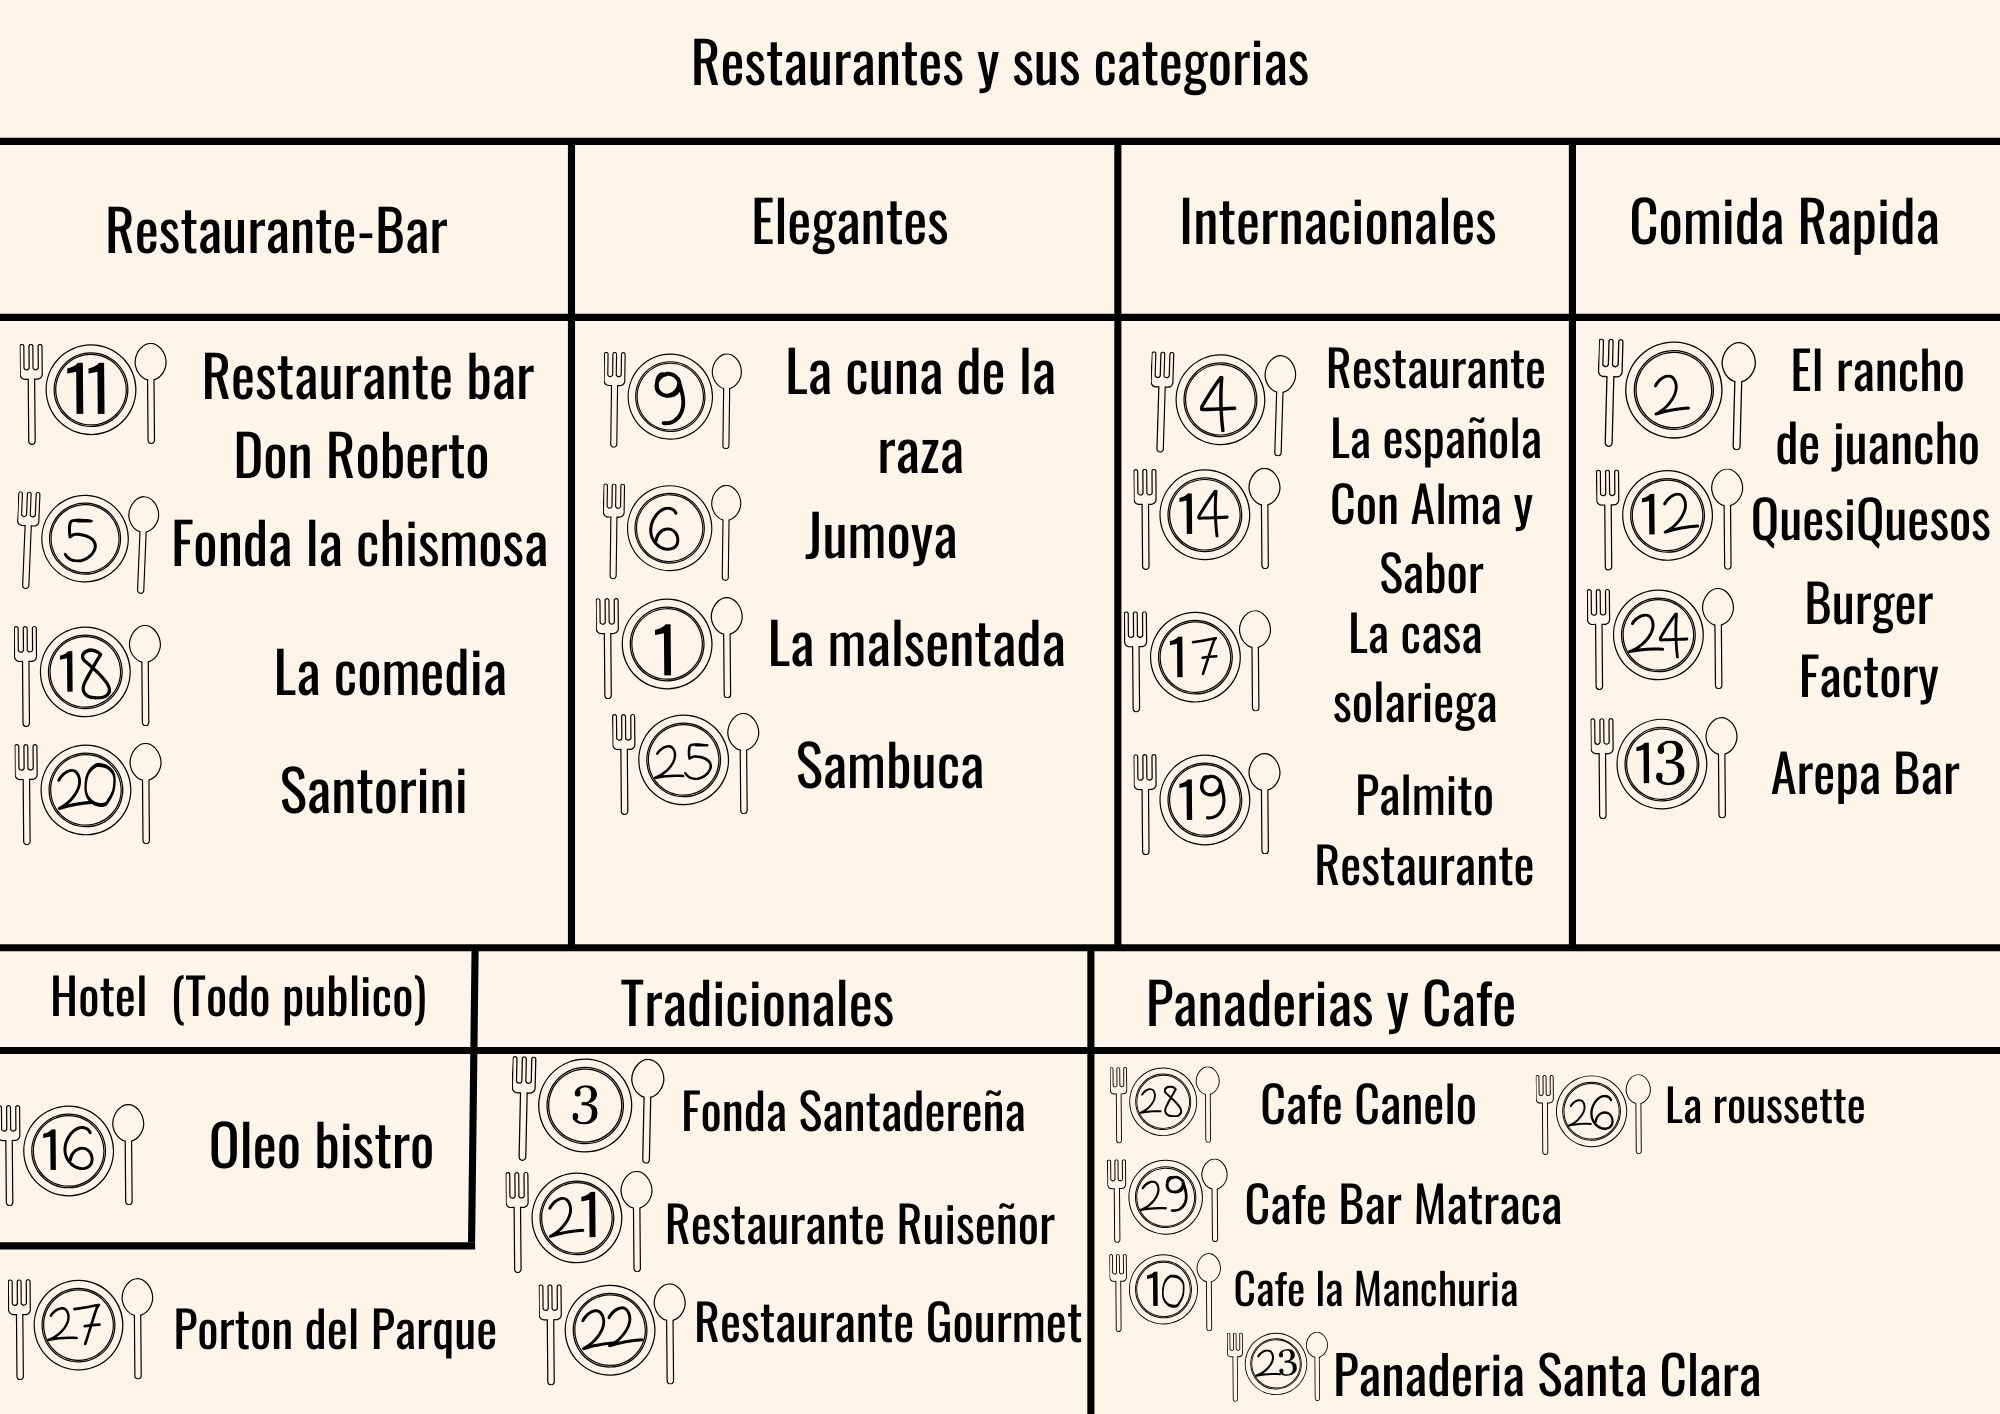 Restaurantes y sus categorias
Restaurante-Bar
Elegantes
Internacionales
Comida Rapida
11 Restaurante bar
Don Roberto
5 Fonda la chismosa
18 La comedia
20 Santorini
9 La cuna de la
raza
6 Jumoya
1 La malsentada
25 Sambuca
4 Restaurante
La española
14 Con Alma y
Sabor
17 La casa
solariega
19 Palmito
Restaurante
2 El rancho
de juancho
12 QuesiQuesos
24 Burger
Factory
13 Arepa Bar
Hotel (Todo publico)
16 Oleo bistro
Tradicionales
3 Fonda Santadereña
21 Restaurante Ruiseñor
27 Porton del Parque
22 Restaurante Gourmet
Panaderias y Cafe
28 Cafe Canelo
26 La roussette
29 Cafe Bar Matraca
10 Cafe la Manchuria
23 Panaderia Santa Clara